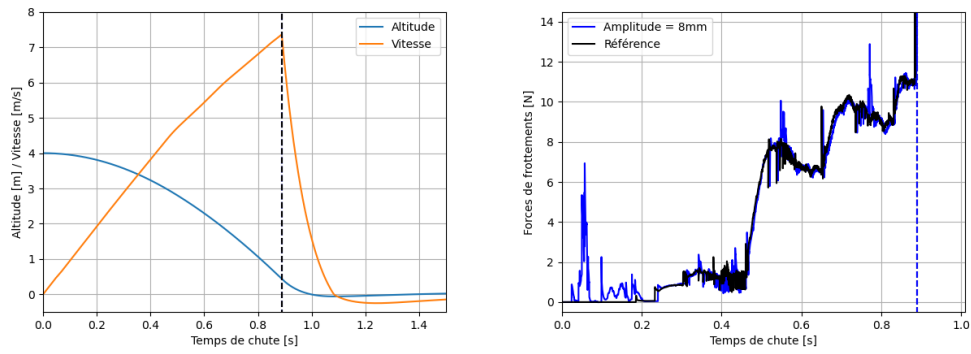 8
7
6
5
4
3
2
1
0
Altitude [m] / Vitesse [m/s]
Altitude
Vitesse
0.0 0.2 0.4 0.6 0.8 1.0 1.2 1.4
Temps de chute [s]
14
12
10
8
6
4
2
0
Forces de frottements [N]
Amplitude = 8mm
Référence
0.0 0.2 0.4 0.6 0.8 1.0
Temps de chute [s]